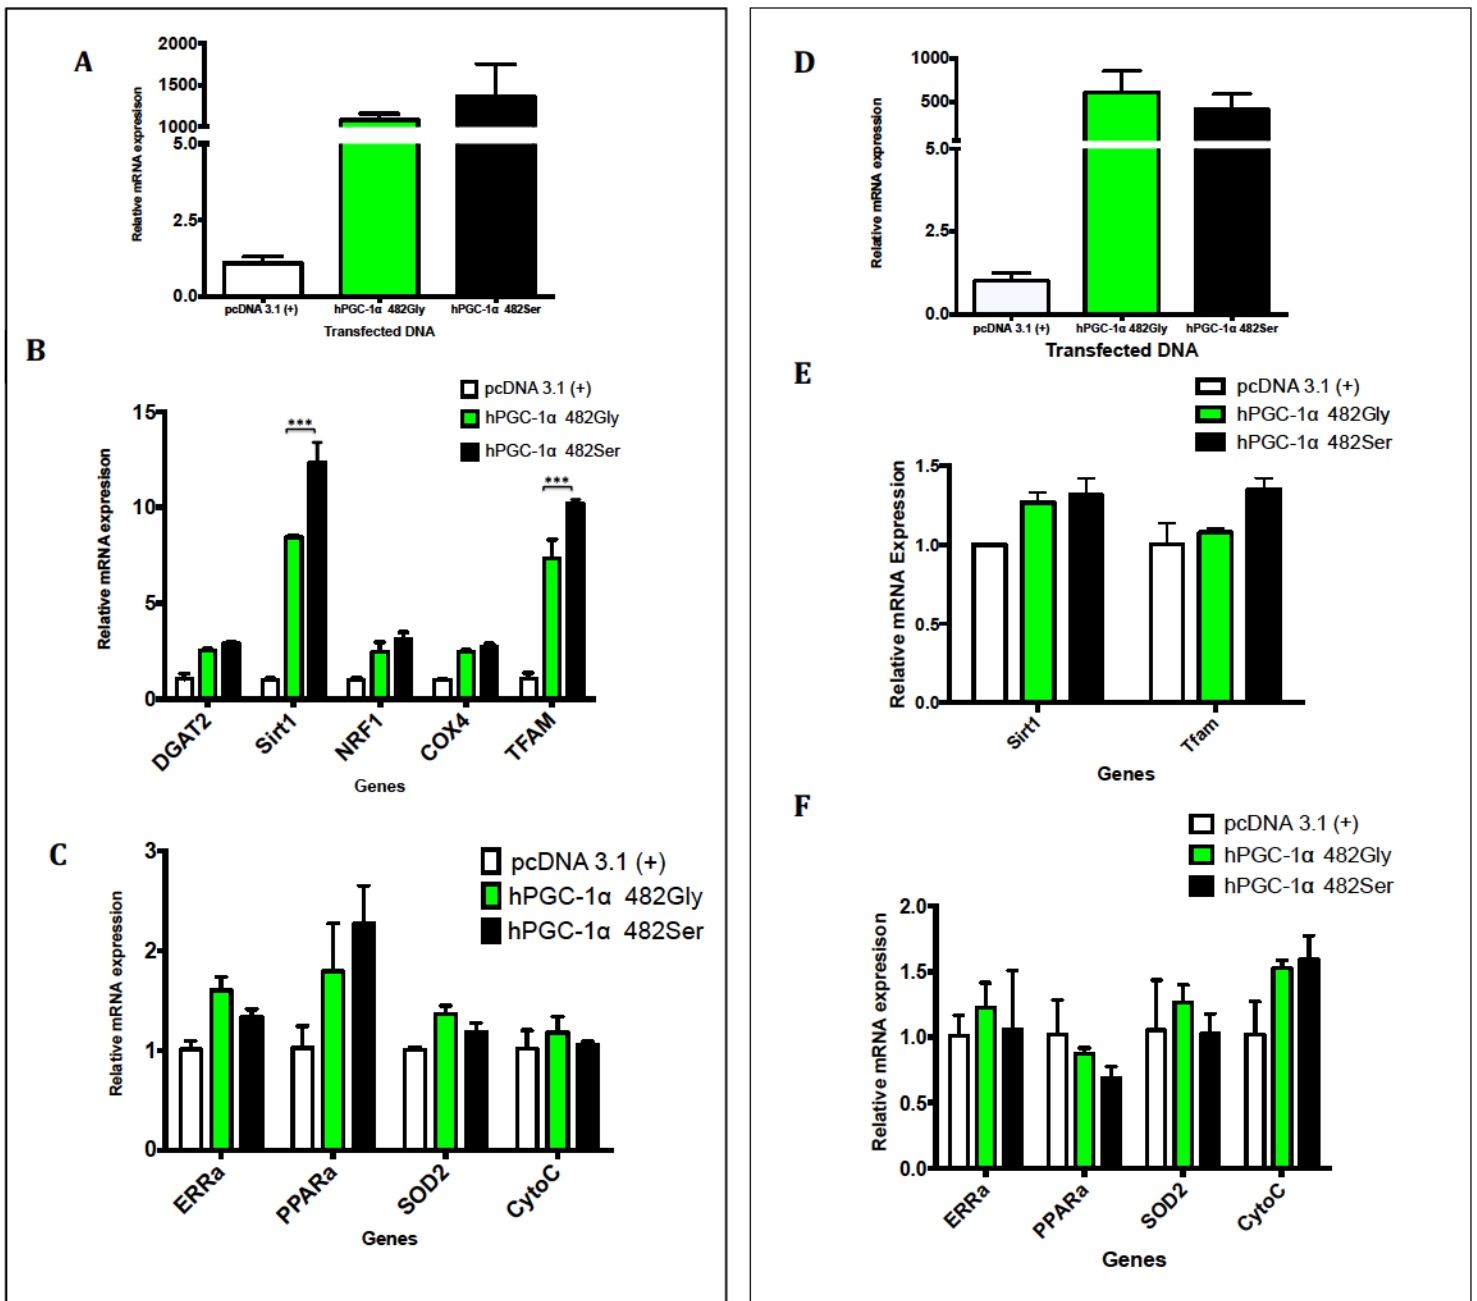 A
Relative mRNA expresison
2000
1500
1000
5.0
2.5
0.0
pcDNA 3.1 (+)
hPGC-1α 482Gly
hPGC-1α 482Ser
Transfected DNA
B
pcDNA 3.1 (+)
hPGC-1α 482Gly
hPGC-1α 482Ser
Relative mRNA expresison
15
10
5
0
***
***
DGAT2
Sirt1
NRF1
COX4
TFAM
Genes
C
pcDNA 3.1 (+)
hPGC-1α 482Gly
hPGC-1α 482Ser
Relative mRNA expression
3
2
1
0
ERRa
PPARa
SOD2
CytoC
Genes
D
Relative mRNA expression
1000
500
5.0
2.5
0.0
pcDNA 3.1 (+)
hPGC-1α 482Gly
hPGC-1α 482Ser
Transfected DNA
E
pcDNA 3.1 (+)
hPGC-1α 482Gly
hPGC-1α 482Ser
Relative mRNA Expression
1.5
1.0
0.5
0.0
Sirt1
Tfam
Genes
F
pcDNA 3.1 (+)
hPGC-1α 482Gly
hPGC-1α 482Ser
Relative mRNA expresison
2.0
1.5
1.0
0.5
0.0
ERRa
PPARa
SOD2
CytoC
Genes